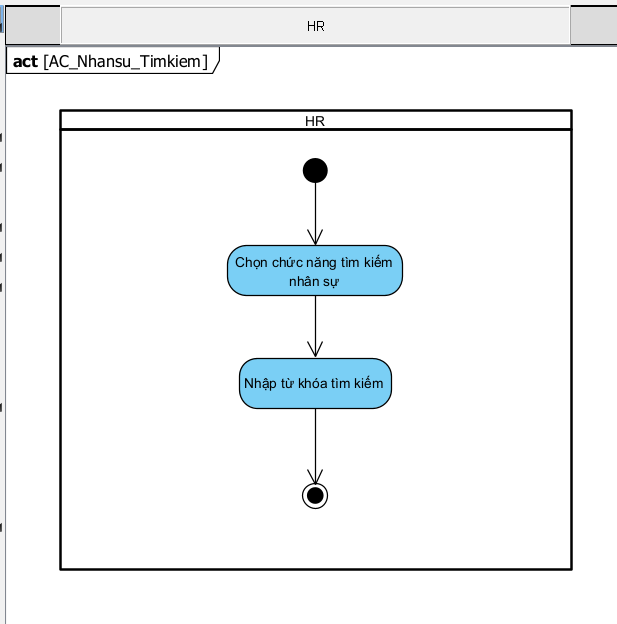 HR
act [AC_Nhansu_Timkiem]
HR
Chọn chức năng tìm kiếm
nhân sự
Nhập từ khóa tìm kiếm